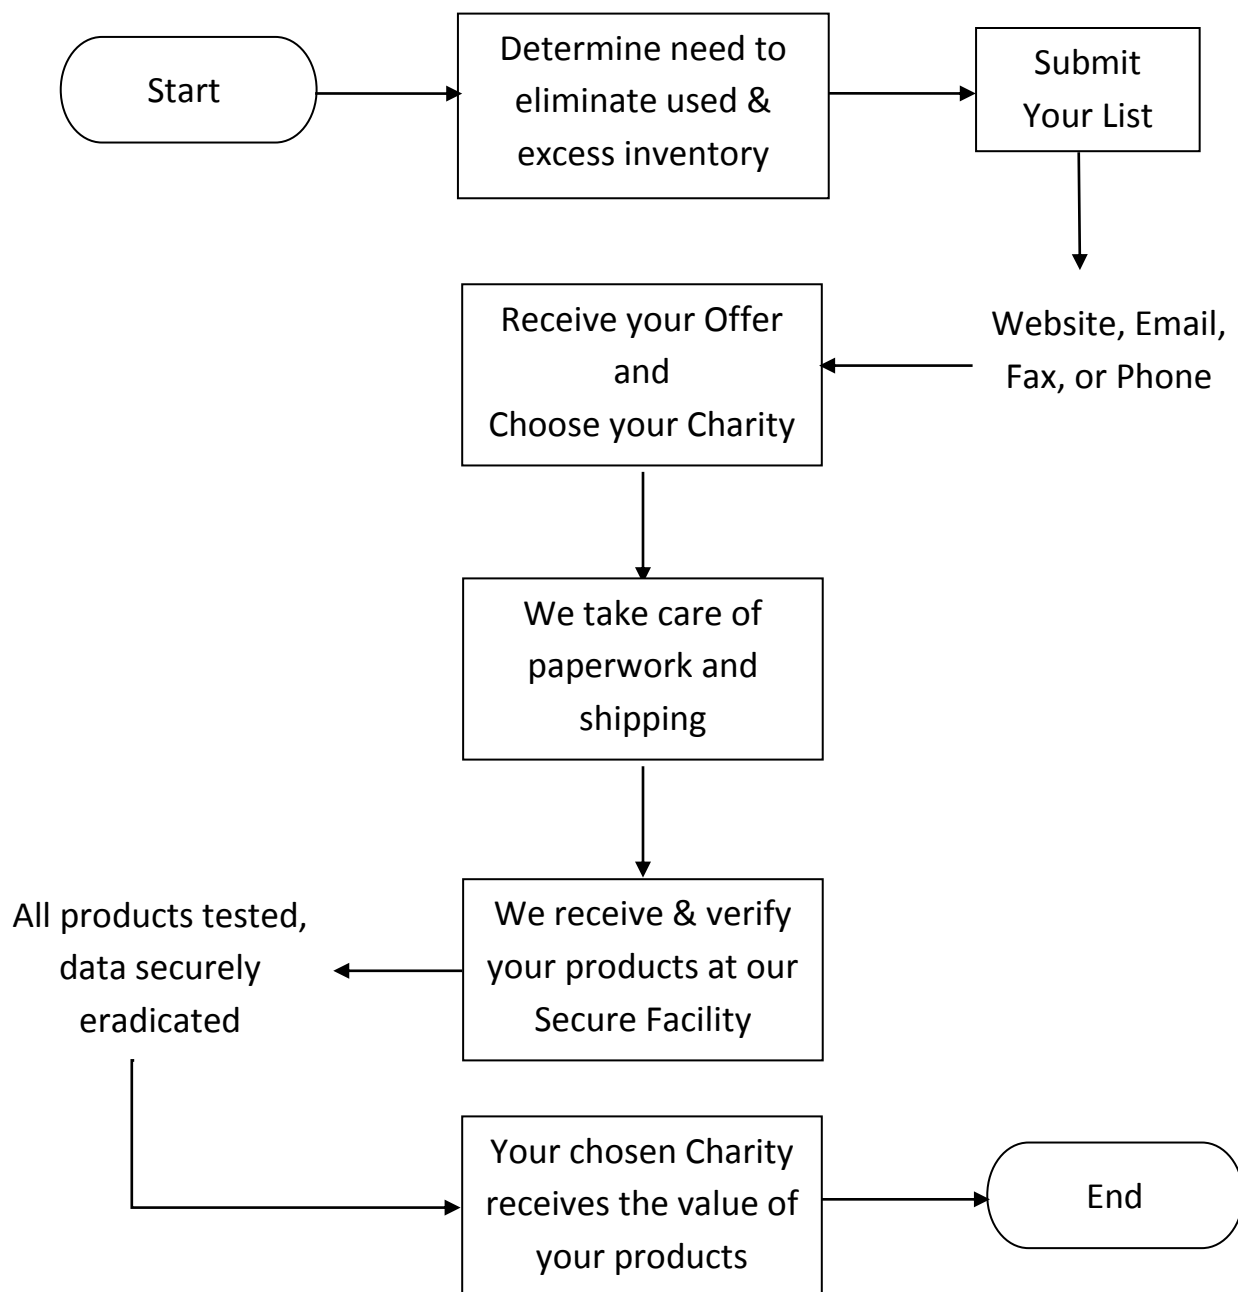 Start
Determine need to
eliminate used &
excess inventory
Submit
Your List
Website, Email,
Fax, or Phone
Receive your Offer
and
Choose your Charity
We take care of
paperwork and
shipping
We receive & verify
your products at our
Secure Facility
All products tested,
data securely
eradicated
Your chosen Charity
receives the value of
your products
End